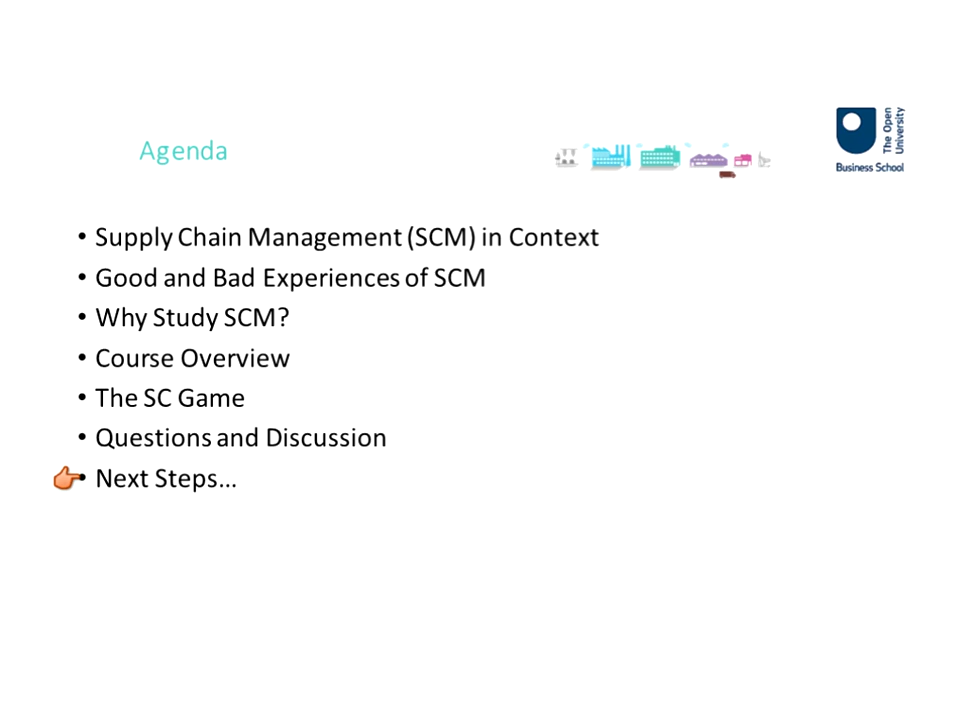 Agenda
The Open
University
Business School
• Supply Chain Management (SCM) in Context
• Good and Bad Experiences of SCM
• Why Study SCM?
• Course Overview
• The SC Game
• Questions and Discussion
• Next Steps…